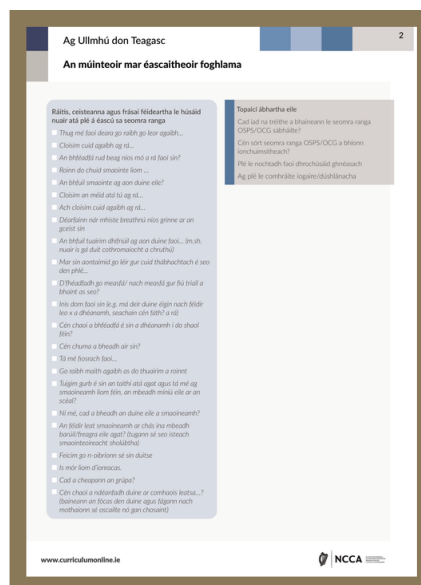 Ag Ullmhú don Teagasc
2
An múinteoir mar éascaitheoir foghlama
Ráitis, ceisteanna agus frásaí féideartha le húsáid
nuair atá plé á éascú sa seomra ranga
Thug mé faoi deara go raibh go leor agaibh...
Cloisim cuid agaibh ag rá...
An bhféadfá rud beag níos mó a rá faoi sin?
Roinn do chuid smaointe liom ...
An bhfuil smaointe ag aon duine eile?
Cloisim an méid atá tú ag rá...
Ach cloisim cuid agaibh ag rá...
Déarfainn nár mhiste breathnú níos grinne ar an
gceist sin
An bhfuil tuairim dhifriúil ag aon duine faoi... (m.sh.
nuair is gá duit cothromaíocht a chruthú)
Mar sin aontaímid go léir gur cuid thábhachtach é seo
den phlé...
D'fhéadfadh go measfá/ nach measfá gur fiú triail a
bhaint as seo?
Inis dom faoi sin (e.g. má deir duine éigin nach féidir
leo x a dhéanamh, seachain cén fáth? a rá)
Cén chaoi a bhféadfá é sin a dhéanamh i do shaol
féin?
Cén chuma a bheadh air sin?
Tá mé fiosrach faoi...
Go raibh maith agaibh as do thuairim a roinnt
Tuigim gurb é sin an taithí atá agat agus tá mé ag
smaoineamh liom féin, an mbeadh míniú eile ar an
scéal?
Ní mé, cad a bheadh an duine eile a smaoineamh?
An féidir leat smaoineamh ar chás ina mbeadh
barúil/freagra eile agat? (tugann sé seo isteach
smaointeoireacht sholúbtha)
Feicim go n-oibríonn sé sin duitse
Is mór liom d'ionracas.
Cad a cheapann an grúpa?
Cén chaoi a ndéarfadh duine ar comhaois leatsa...?
(baineann an fócas den duine agus fágann nach
mothaíonn sé oscailte nó gan chosaint)
Topaicí ábhartha eile
Cad iad na tréithe a bhaineann le seomra ranga
OSPS/OCG sábháilte?
Cén sórt seomra ranga OSPS/OCG a bhíonn
ionchuimsitheach?
Plé le nochtadh faoi dhrochúsáid ghnéasach
Ag plé le comhráite íogaire/dúshlánacha
www.curriculumonline.ie
NCCA